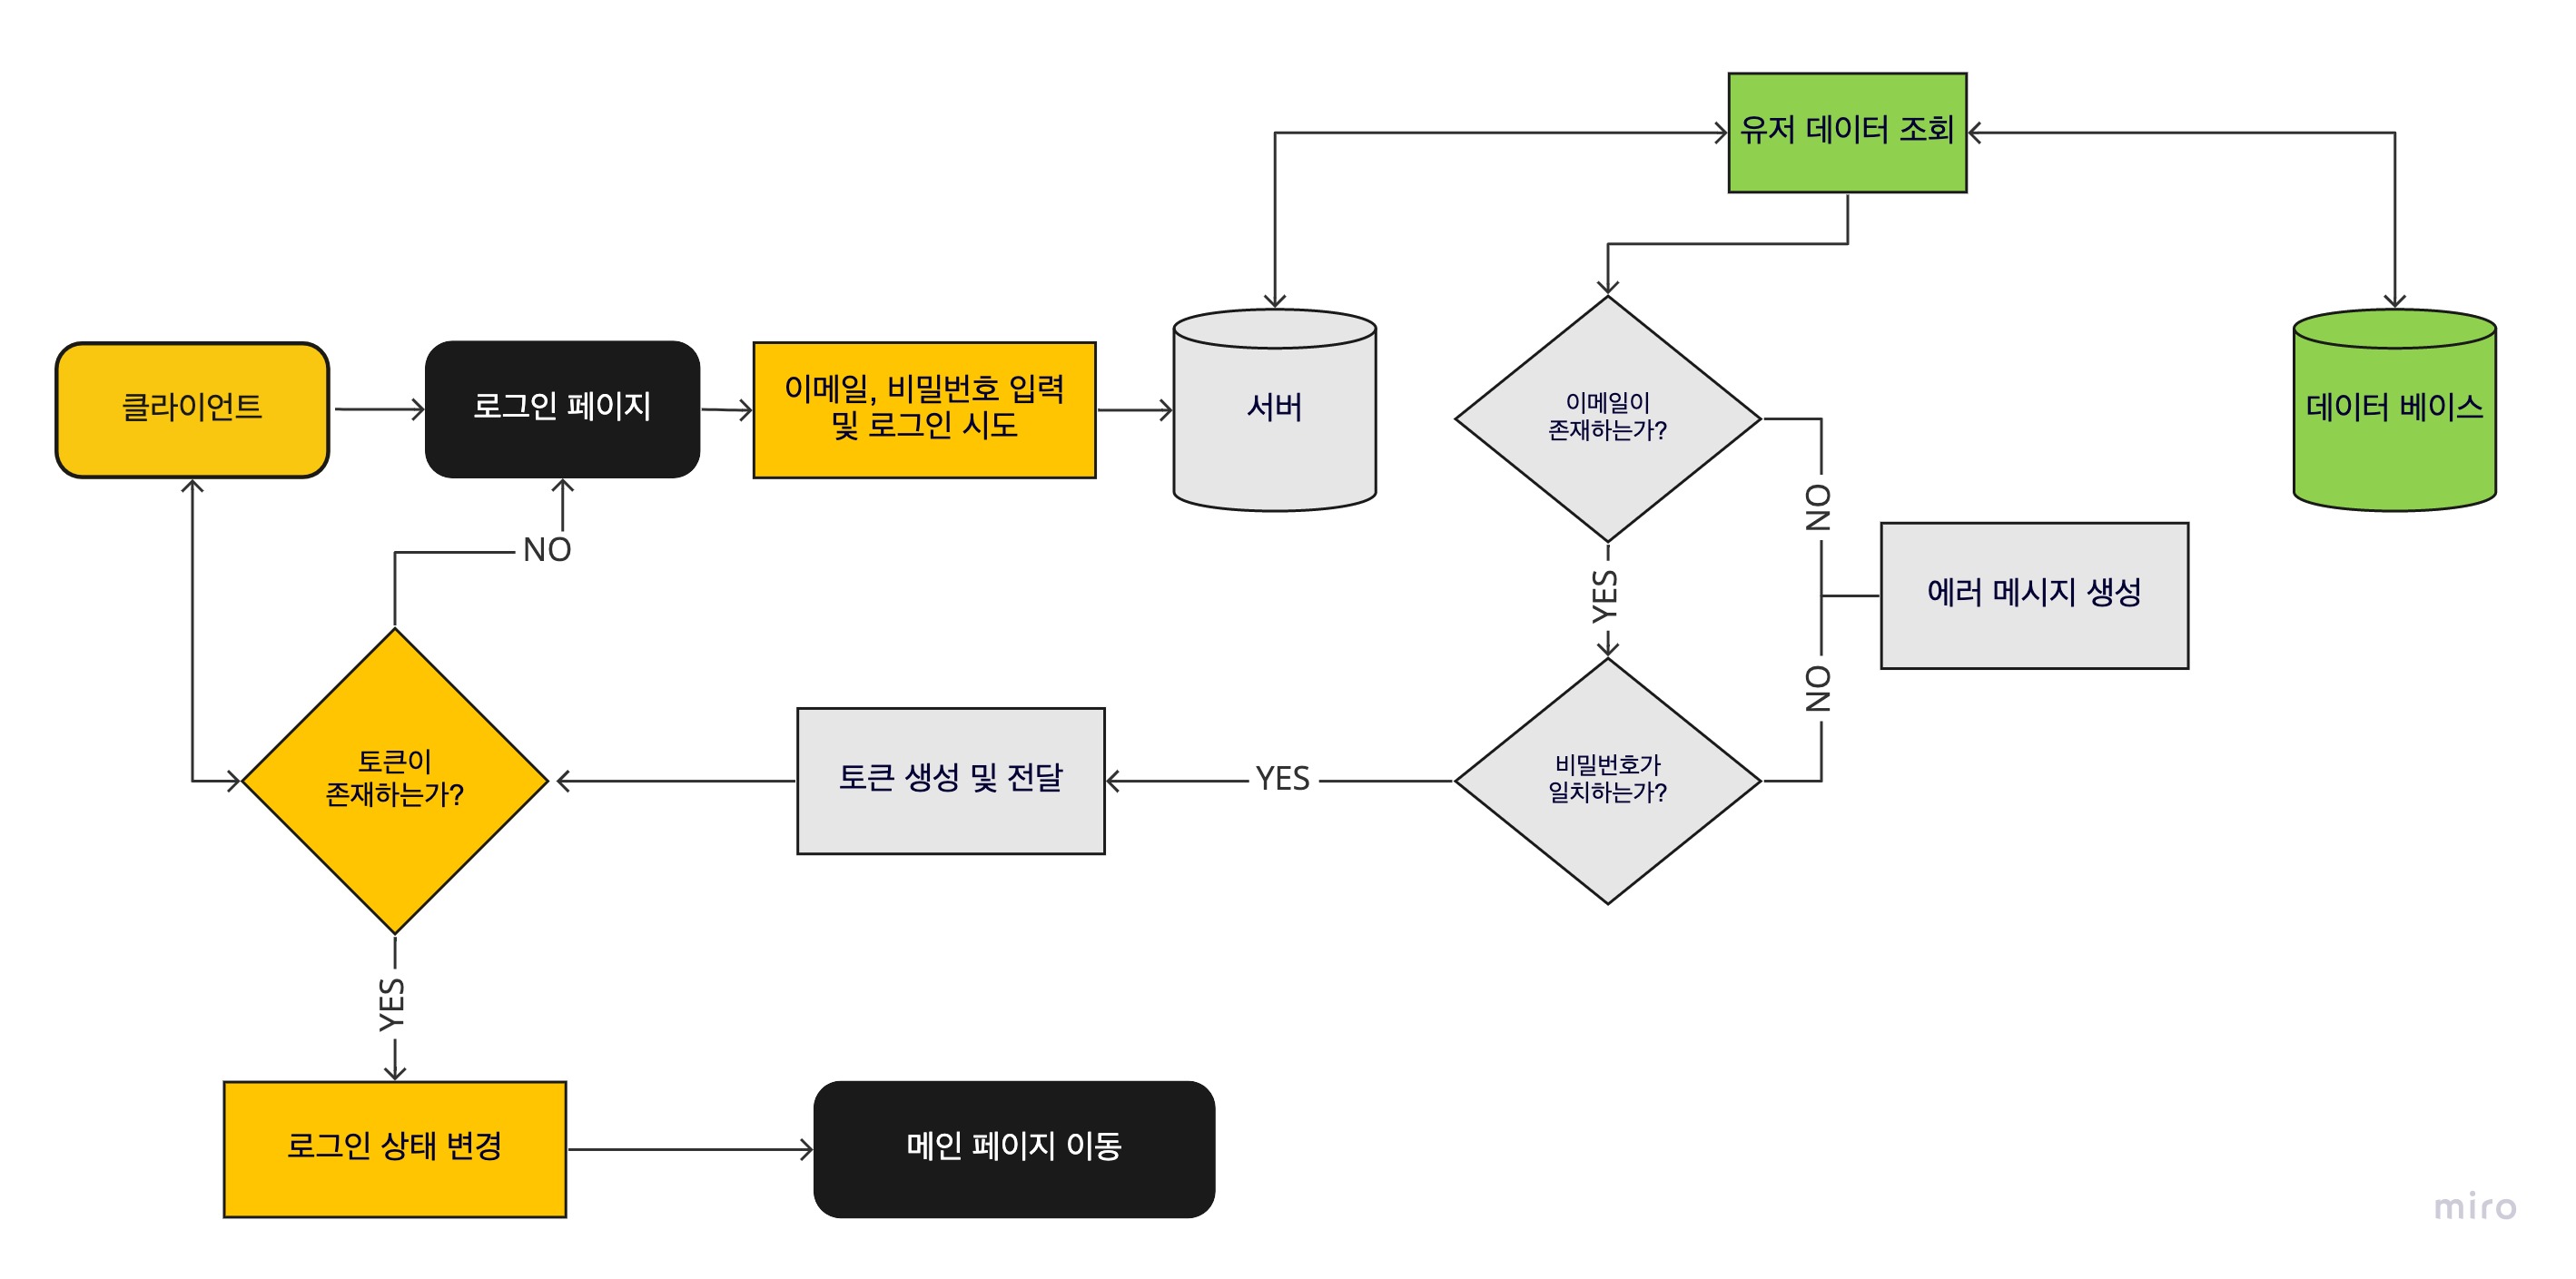 유저 데이터 조회
클라이언트
로그인 페이지
이메일, 비밀번호 입력
및 로그인 시도
서버
이메일이
존재하는가?
데이터 베이스
NO
NO
YES
에러 메시지 생성
NO
토큰이
존재하는가?
토큰 생성 및 전달
YES
비밀번호가
일치하는가?
YES
로그인 상태 변경
메인 페이지 이동
miro